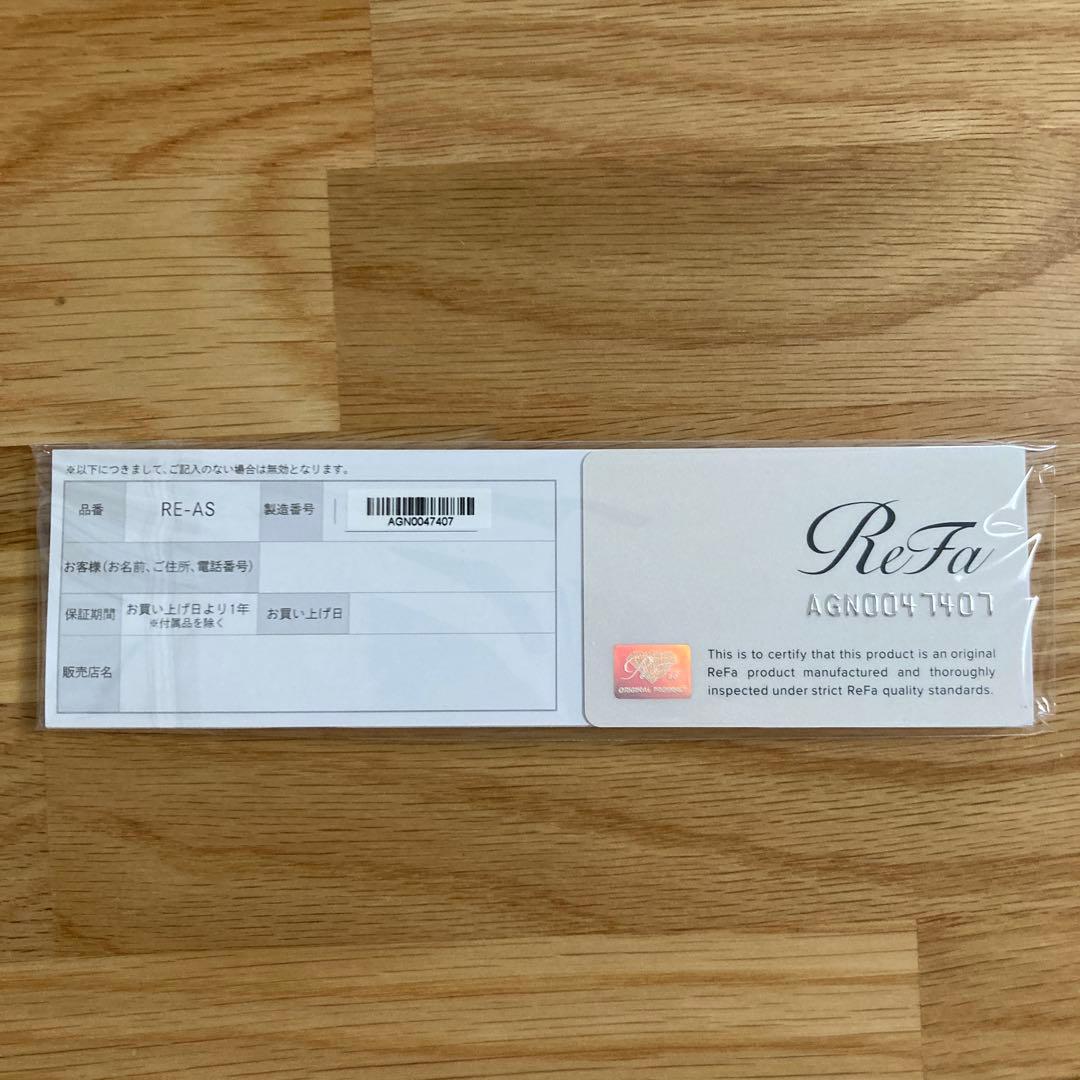 ※以下につきまして、ご記入のない場合は無効となります。
品番 RE-AS 製造番号 AGN0047407
お客様(お名前、ご住所、電話番号)
保証期間 お買い上げ日より1年 お買い上げ日
※付属品を除く
販売店名
ReFa
AGN0047407
This is to certify that this product is an original
ReFa product manufactured and thoroughly
inspected under strict ReFa quality standards.
ReFa
ORIGINAL PRODUCT